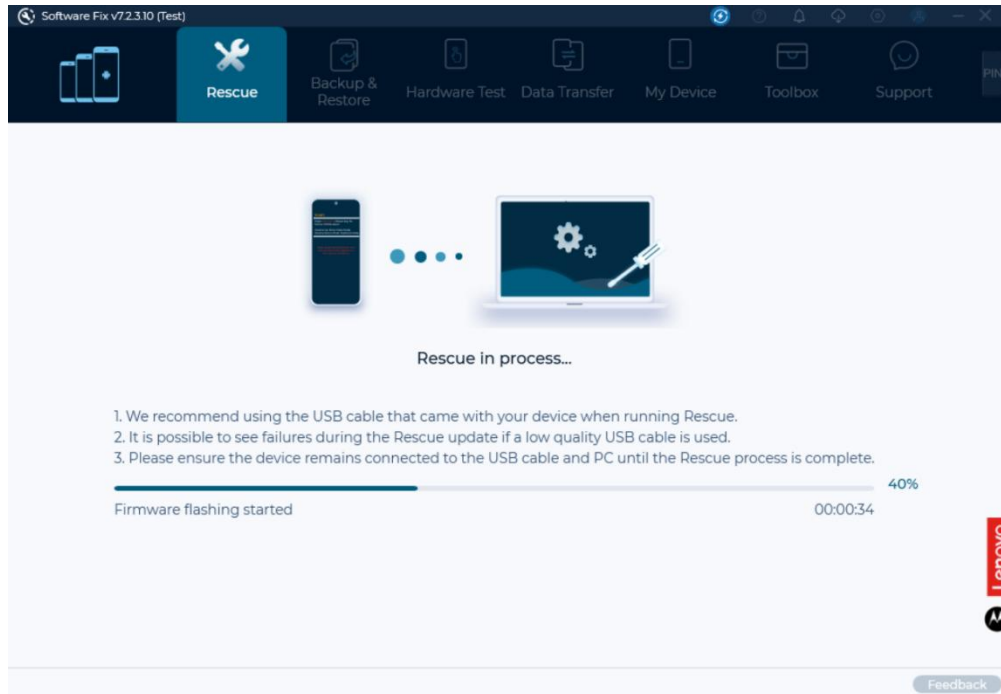 Software Fix v7.2.3.10 (Test)
Rescue
Backup &
Restore
Hardware Test
Data Transfer
My Device
Toolbox
Support
PIN
Rescue in process...
1. We recommend using the USB cable that came with your device when running Rescue.
2. It is possible to see failures during the Rescue update if a low quality USB cable is used.
3. Please ensure the device remains connected to the USB cable and PC until the Rescue process is complete.
40%
Firmware flashing started
00:00:34
Lenovo
Feedback